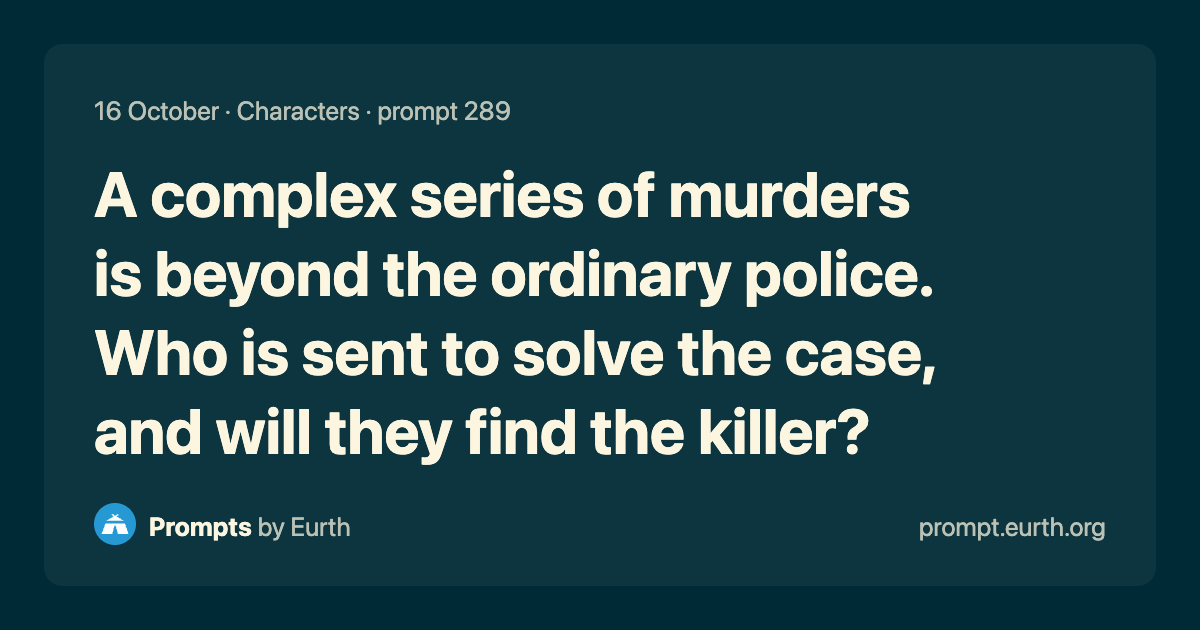 16 October · Characters · prompt 289
A complex series of murders
is beyond the ordinary police.
Who is sent to solve the case,
and will they find the killer?
Prompts by Eurth
prompt.eurth.org